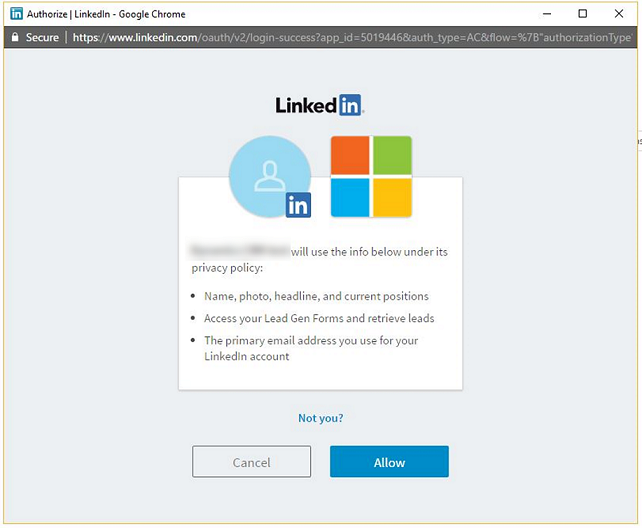 Authorize | LinkedIn - Google Chrome
Secure | https://www.linkedin.com/oauth/v2/login-success?app_id=5019446&auth_type=AC&flow=%7B"authorizationType"
Linked in
in
will use the info below under its
privacy policy:
• Name, photo, headline, and current positions
• Access your Lead Gen Forms and retrieve leads
• The primary email address you use for your
LinkedIn account
Not you?
Cancel
Allow